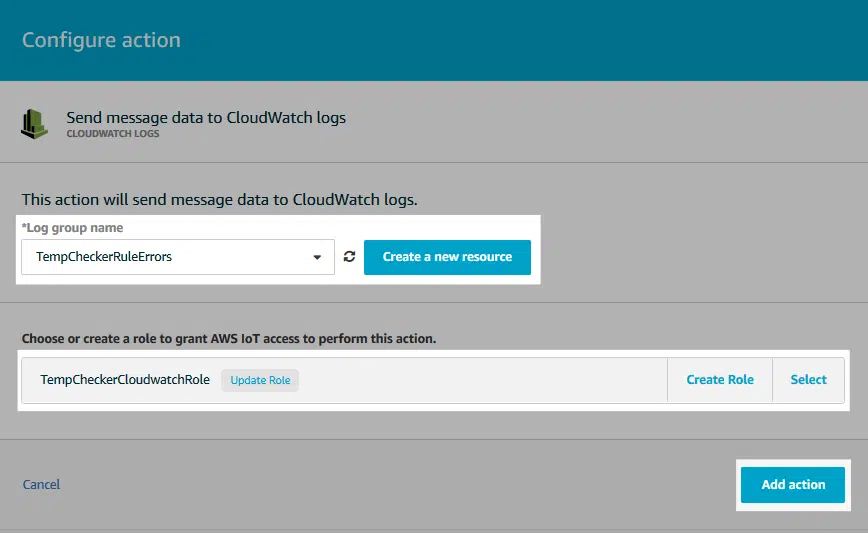 Configure action
Send message data to CloudWatch logs
CLOUDWATCH LOGS
This action will send message data to CloudWatch logs.
*Log group name
TempCheckerRuleErrors
Create a new resource
Choose or create a role to grant AWS IoT access to perform this action.
TempCheckerCloudwatchRole
Update Role
Create Role
Select
Cancel
Add action